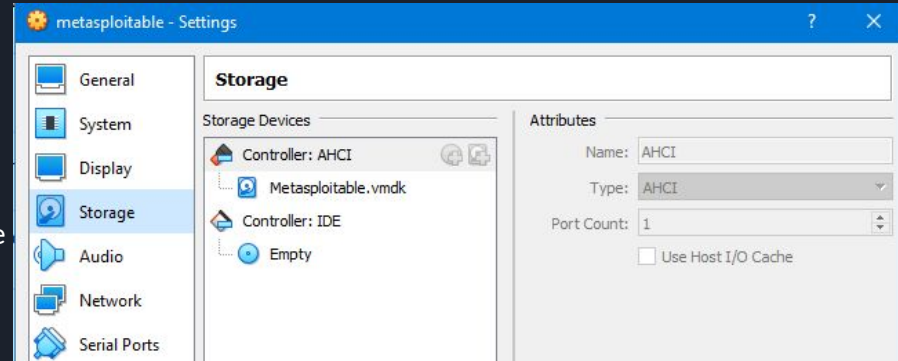 metasploitable - Settings ? ×
General
Storage
System
Display
Storage
Audio
Network
Serial Ports
Storage Devices
Controller: AHCI
Metasploitable.vmdk
Controller: IDE
Empty
Attributes
Name: AHCI
Type: AHCI
Port Count: 1
Use Host I/O Cache
e